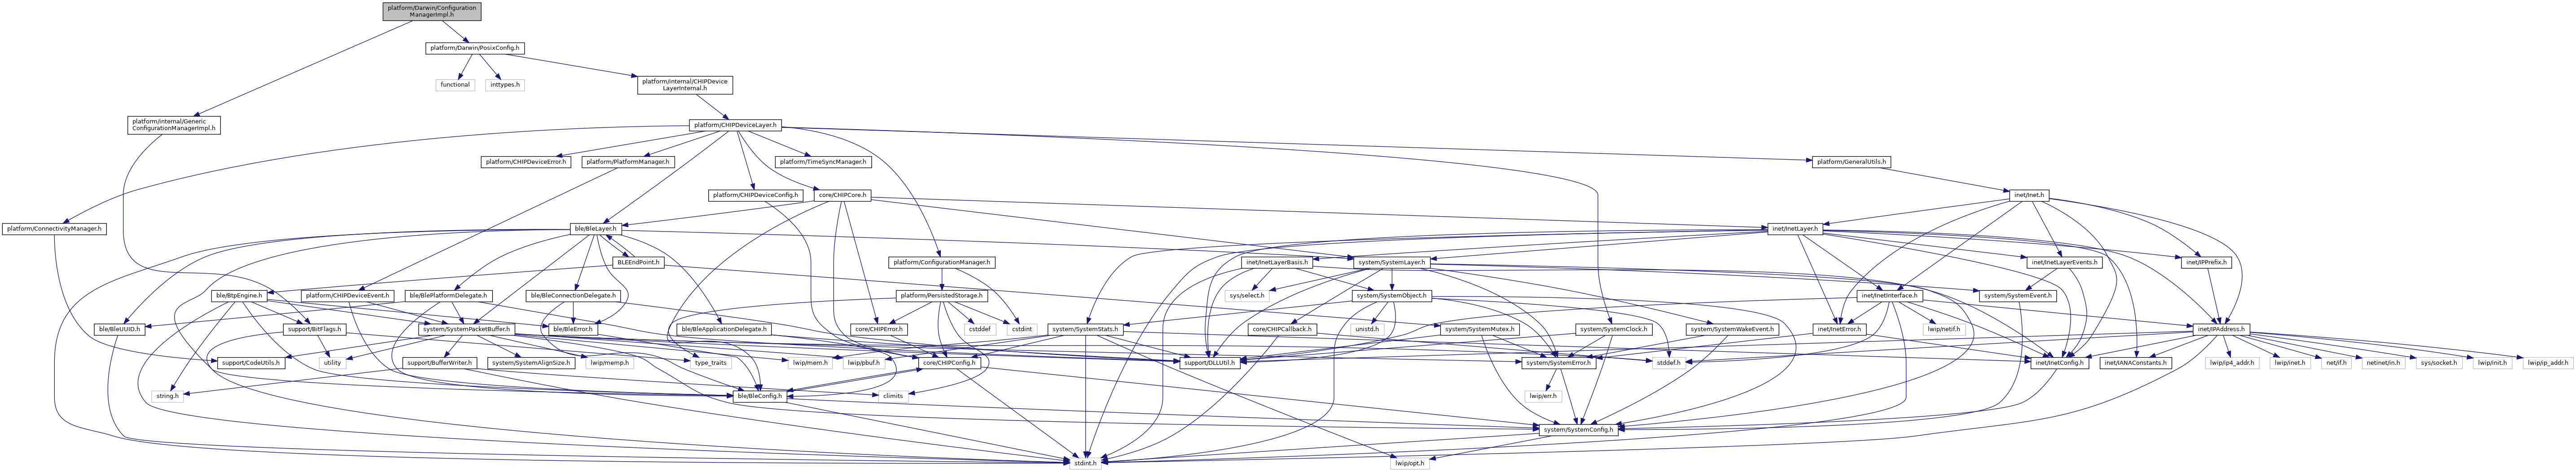 platform/Darwin/Configuration
ManagerImpl.h
platform/Darwin/PosixConfig.h
functional
inttypes.h
platform/internal/CHIPDevice
LayerInternal.h
platform/internal/Generic
ConfigurationManagerImpl.h
platform/CHIPDeviceLayer.h
platform/CHIPDeviceError.h
platform/PlatformManager.h
platform/TimeSyncManager.h
platform/GeneralUtils.h
platform/CHIPDeviceConfig.h
core/CHIPCore.h
inet/Inet.h
platform/ConnectivityManager.h
ble/BleLayer.h
inet/InetLayer.h
BLEEndPoint.h
platform/ConfigurationManager.h
inet/InetLayerBasis.h
system/SystemLayer.h
inet/InetLayerEvents.h
inet/IPPrefix.h
ble/BtpEngine.h
platform/CHIPDeviceEvent.h
ble/BlePlatformDelegate.h
ble/BleConnectionDelegate.h
platform/PersistedStorage.h
sys/select.h
system/SystemObject.h
inet/InetInterface.h
system/SystemEvent.h
ble/BleUUID.h
support/BitFlags.h
system/SystemPacketBuffer.h
ble/BleError.h
ble/BleApplicationDelegate.h
core/CHIPError.h
cstddef
cstdint
system/SystemStats.h
core/CHIPCallback.h
unistd.h
system/SystemMutex.h
system/SystemClock.h
system/SystemWakeEvent.h
inet/InetError.h
lwip/netif.h
inet/IPAddress.h
support/CodeUtils.h
utility
support/BufferWriter.h
system/SystemAlignSize.h
lwip/memp.h
type_traits
lwip/mem.h
lwip/pbuf.h
core/CHIPConfig.h
support/DLLUtil.h
system/SystemError.h
stddef.h
inet/InetConfig.h
inet/IANAConstants.h
lwip/ip4_addr.h
lwip/inet.h
net/if.h
netinet/in.h
sys/socket.h
lwip/init.h
lwip/ip_addr.h
string.h
ble/BleConfig.h
climits
lwip/err.h
system/SystemConfig.h
stdint.h
lwip/opt.h